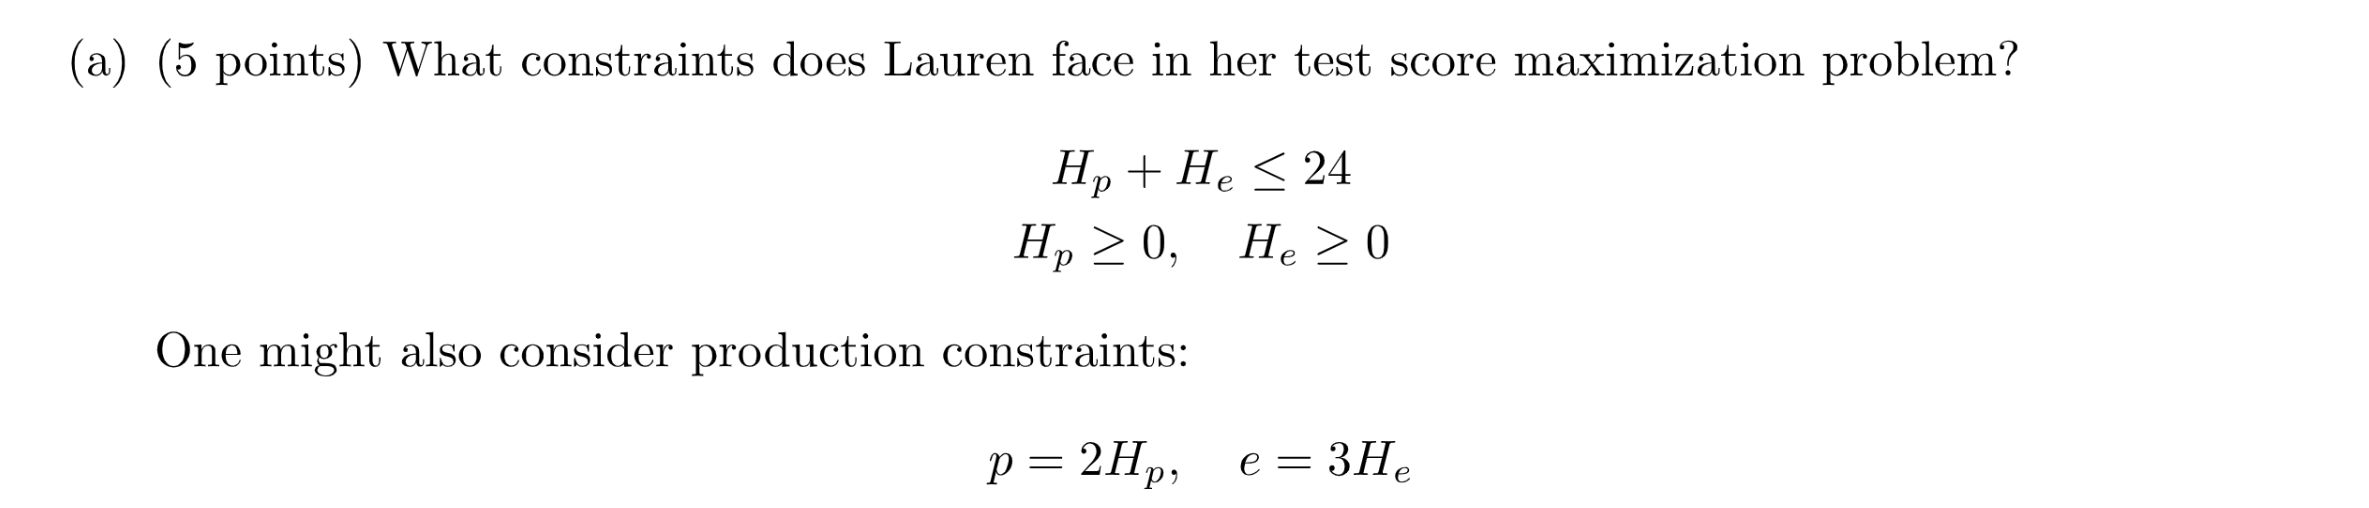 (a) (5 points) What constraints does Lauren face in her test score maximization problem?
H_p + H_e ≤ 24
H_p ≥ 0, H_e ≥ 0
One might also consider production constraints:
p = 2H_p, e = 3H_e